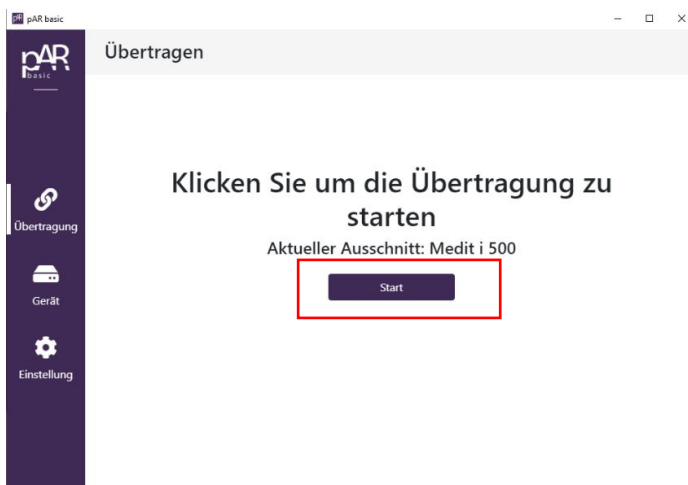 pAR basic
pAR
basic
Übertragen
Klicken Sie um die Übertragung zu
starten
Aktueller Ausschnitt: Medit i 500
Start
Übertragung
Gerät
Einstellung